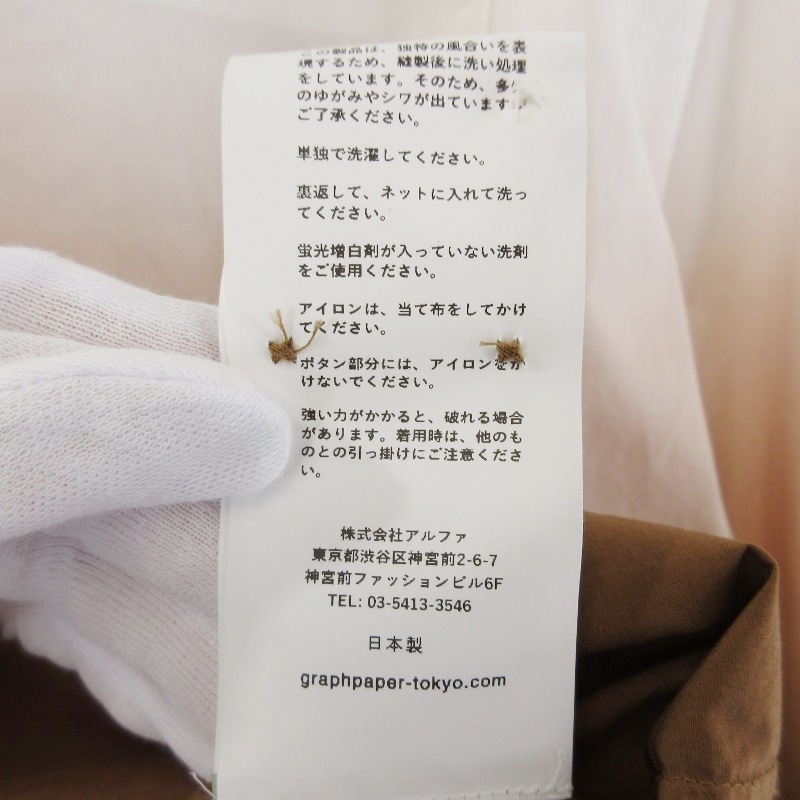 この製品は、独特の風合いを表
現するため、縫製後に洗い処理
をしています。そのため、多
のゆがみやシワが出ています
ご了承ください。
単独で洗濯してください。
裏返して、ネットに入れて洗っ
てください。
蛍光増白剤が入っていない洗剤
をご使用ください。
アイロンは、当て布をしてかけ
てください。
ボタン部分には、アイロンをか
けないでください。
強い力がかかると、破れる場合
があります。着用時は、他のも
のとの引っ掛けにご注意くださ
い。
株式会社アルファ
東京都渋谷区神宮前2-6-7
神宮前ファッションビル6F
TEL: 03-5413-3546
日本製
graphpaper-tokyo.com